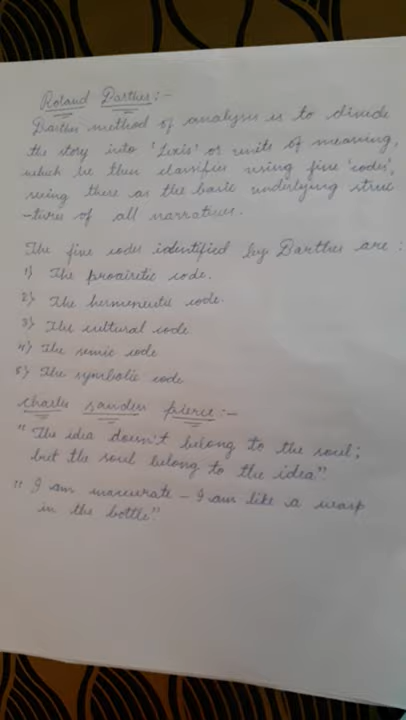 Roland Barthes:-
Barthes method of analysis is to divide
the story into 'Lexis' or units of meaning,
which he then classifies using five 'codes',
seeing these as the basic underlying struc
-tures of all narratives.
The five codes identified by Barthes are :
1) The proairetic code.
2) The hermeneutic code.
3) The cultural code
4) The semic code
5) The symbolic code
Charles sanders pierce:-
"The idea doesn't belong to the soul;
but the soul belong to the idea"
"I am inaccurate - I am like a wasp
in the bottle"